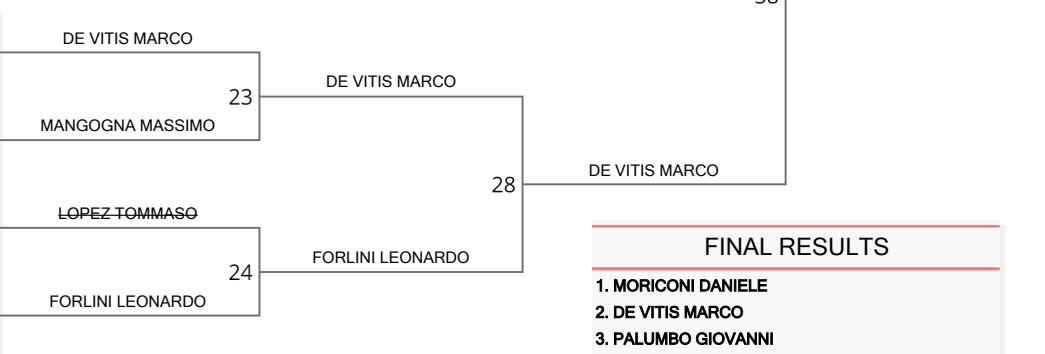 DE VITIS MARCO
23
DE VITIS MARCO
MANGOGNA MASSIMO
28
DE VITIS MARCO
LOPEZ TOMMASO
24
FORLINI LEONARDO
FORLINI LEONARDO
FINAL RESULTS
1. MORICONI DANIELE
2. DE VITIS MARCO
3. PALUMBO GIOVANNI